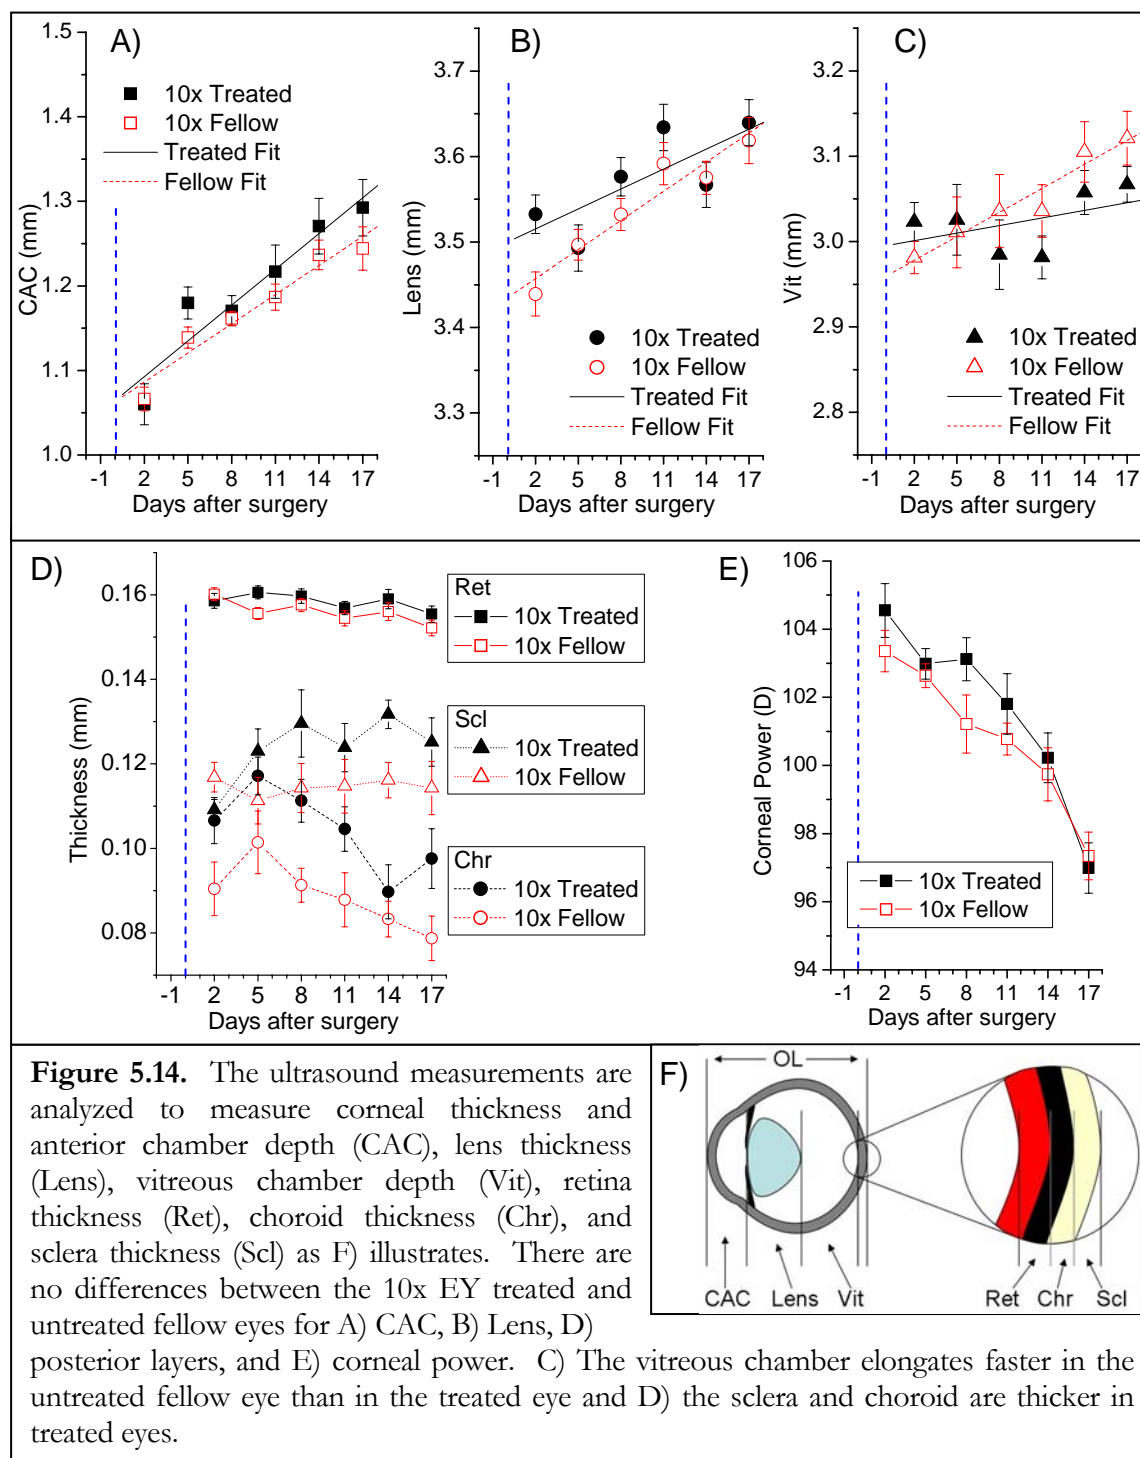 A)
1.5
1.4
1.3
1.2
1.1
1.0
CAC (mm)
10x Treated
10x Fellow
Treated Fit
Fellow Fit
-1 2 5 8 11 14 17
Days after surgery
B)
3.7
3.6
3.5
3.4
3.3
Lens (mm)
10x Treated
10x Fellow
Treated Fit
Fellow Fit
-1 2 5 8 11 14 17
Days after surgery
C)
3.2
3.1
3.0
2.9
2.8
Vit (mm)
10x Treated
10x Fellow
Treated Fit
Fellow Fit
-1 2 5 8 11 14 17
Days after surgery
D)
0.16
0.14
0.12
0.10
0.08
Thickness (mm)
Ret
10x Treated
10x Fellow
Scl
10x Treated
10x Fellow
Chr
10x Treated
10x Fellow
-1 2 5 8 11 14 17
Days after surgery
E)
106
104
102
100
98
96
94
Corneal Power (D)
10x Treated
10x Fellow
-1 2 5 8 11 14 17
Days after surgery
Figure 5.14. The ultrasound measurements are
analyzed to measure corneal thickness and
anterior chamber depth (CAC), lens thickness
(Lens), vitreous chamber depth (Vit), retina
thickness (Ret), choroid thickness (Chr), and
sclera thickness (Scl) as F) illustrates. There are
no differences between the 10x EY treated and
untreated fellow eyes for A) CAC, B) Lens, D)
posterior layers, and E) corneal power. C) The vitreous chamber elongates faster in the
untreated fellow eye than in the treated eye and D) the sclera and choroid are thicker in
treated eyes.
F)
OL
CAC Lens Vit
Ret Chr Scl